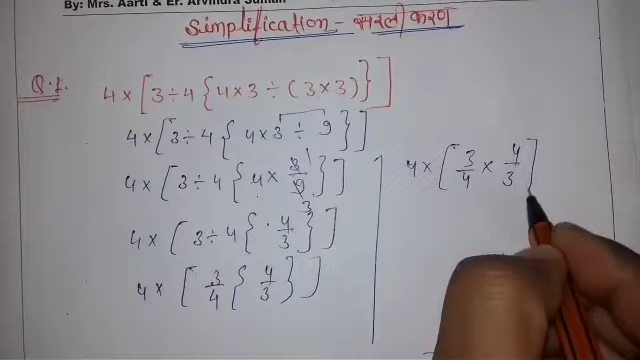 By: Mrs. Aarti & Er. Arvindra Suman
Simplification - सरलीकरण
Q.1. 4 × [3 ÷ 4 {4 × 3 ÷ (3 × 3)}]
4 × [3 ÷ 4 { 4 × 3 ÷ 9 }]
4 × [ 3 ÷ 4 { 4 × 3/9 1 3 }]
4 × [ 3 ÷ 4 { · 4/3 } ]
4 × [ 3/4 { 4/3 } ]
4 × [ 3/4 × 4/3 ]